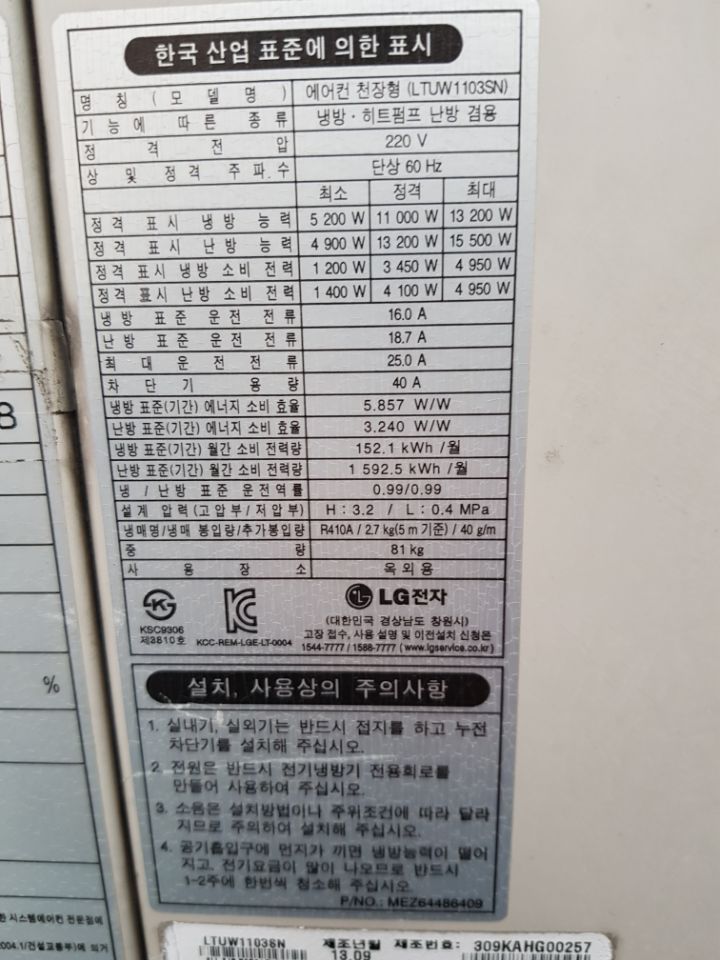 한국 산업 표준에 의한 표시
명 칭 ( 모 델 명 ) 에어컨 천장형 (LTUW1103SN)
기 능 에 따 른 종 류 냉방 · 히트펌프 난방 겸용
정 격 전 압 220 V
상 및 정 격 주 파 수 단상 60 Hz
최소 정격 최대
정격 표시 냉방 능력 5 200 W 11 000 W 13 200 W
정격 표시 난방 능력 4 900 W 13 200 W 15 500 W
정격 표시 냉방 소비 전력 1 200 W 3 450 W 4 950 W
정격 표시 난방 소비 전력 1 400 W 4 100 W 4 950 W
냉방 표준 운전 전류 16.0 A
난방 표준 운전 전류 18.7 A
최 대 운 전 전 류 25.0 A
차 단 기 용 량 40 A
냉방 표준(기간) 에너지 소비 효율 5.857 W/W
난방 표준(기간) 에너지 소비 효율 3.240 W/W
냉방 표준(기간) 월간 소비 전력량 152.1 kWh /월
난방 표준(기간) 월간 소비 전력량 1 592.5 kWh /월
냉 / 난방 표준 운전역률 0.99/0.99
설계 압력(고압부/저압부) H : 3.2 / L : 0.4 MPa
냉매명/냉매 봉입량/추가봉입량 R410A / 2.7 kg(5 m 기준) / 40 g/m
중 량 81 kg
사 용 장 소 옥 외 용
KSC9306
제3810호
KCC-REM-LGE-LT-0004
LG전자
(대한민국 경상남도 창원시)
고장 접수, 사용 설명 및 이전설치 신청은
1544-7777 / 1588-7777 (www.lgservice.co.kr)
설치, 사용상의 주의사항
1. 실내기, 실외기는 반드시 접지를 하고 누전
차단기를 설치해 주십시오.
2. 전원은 반드시 전기냉방기 전용회로를
만들어 사용하여 주십시오.
3. 소음은 설치방법이나 주위조건에 따라 달라
지므로 주의하여 설치해 주십시오.
4. 공기흡입구에 먼지가 끼면 냉방능력이 떨어
지고, 전기요금이 많이 나오므로 반드시
1-2주에 한번씩 청소해 주십시오.
P/NO.: MEZ64486409
LTUW1103SN 제조년월 제조번호: 309KAHG00257
13.09
8
%
한 시스템에어컨 전문점에
2004.1/건설교통부)에 의거